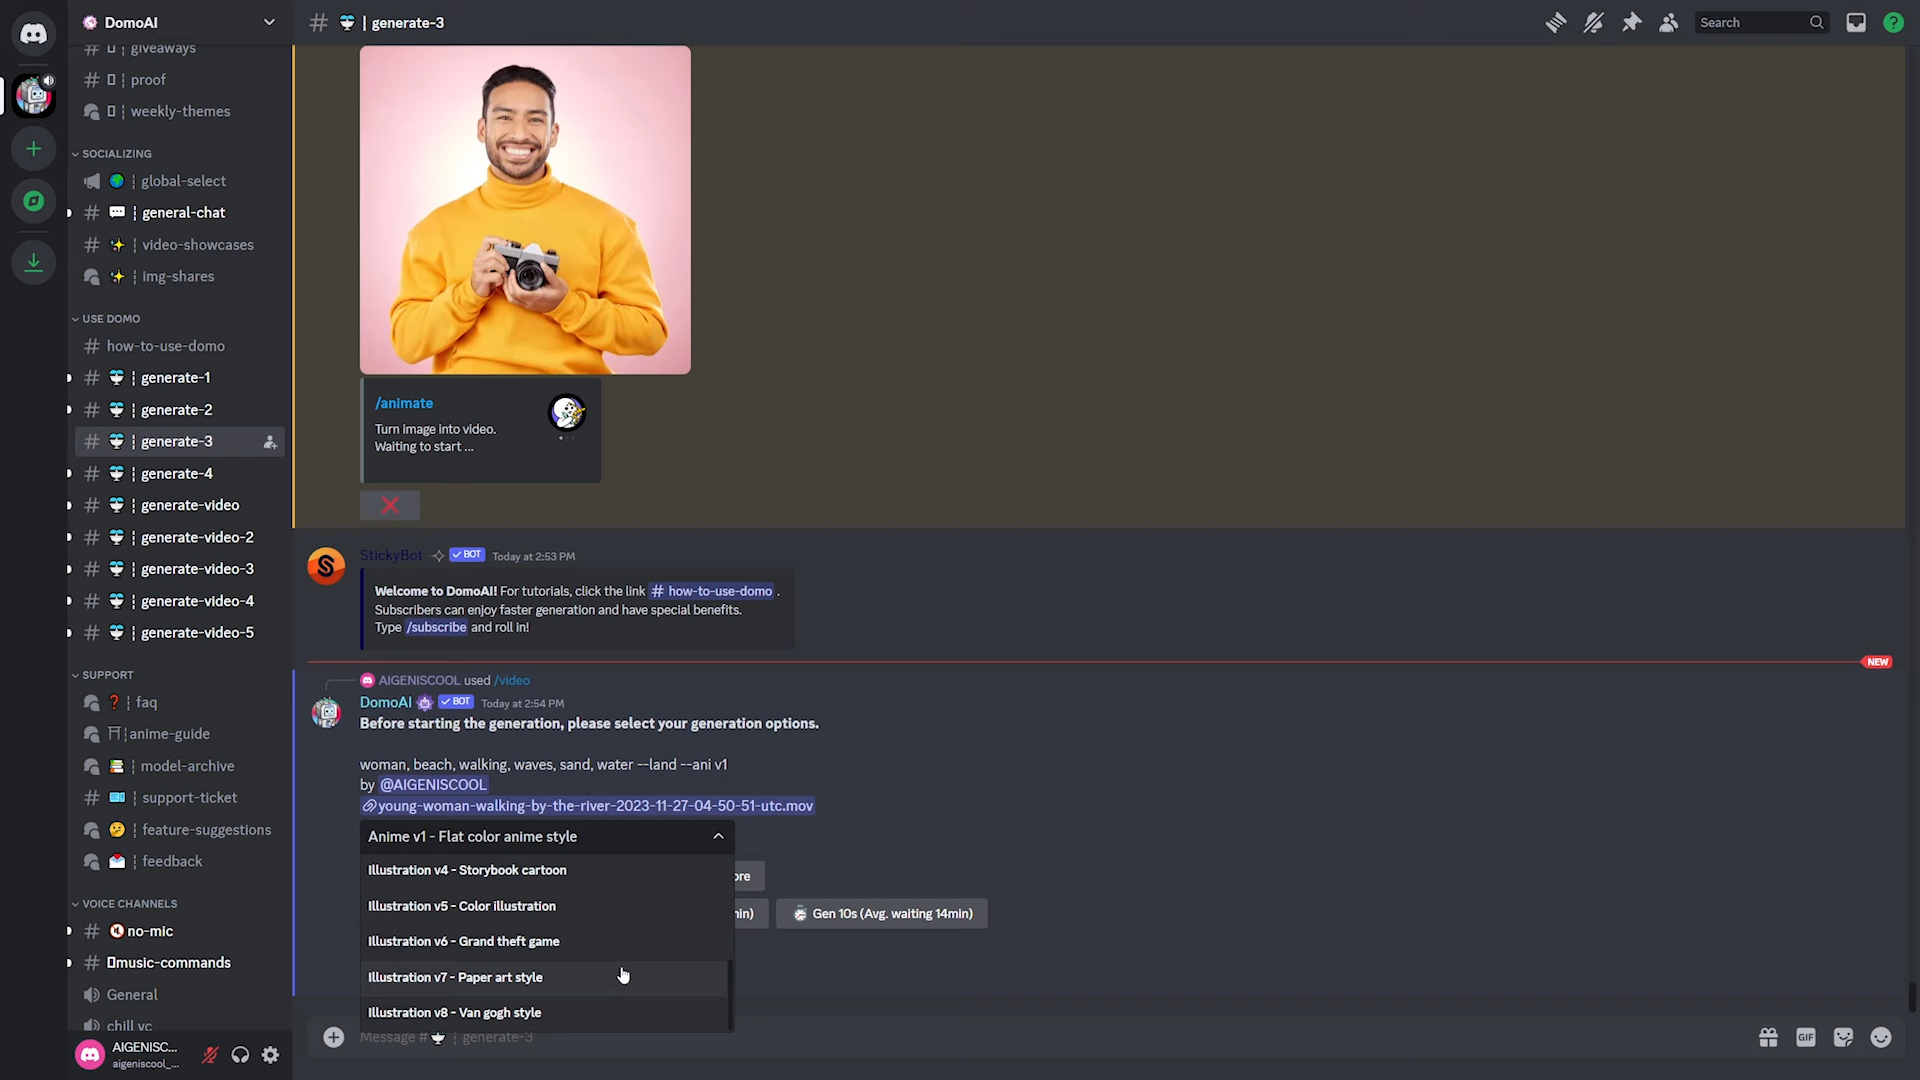 DomoAI
giveaways
proof
weekly-themes
SOCIALIZING
global-select
general-chat
video-showcases
img-shares
USE DOMO
how-to-use-domo
generate-1
generate-2
generate-3
generate-4
generate-video
generate-video-2
generate-video-3
generate-video-4
generate-video-5
SUPPORT
faq
anime-guide
model-archive
support-ticket
feature-suggestions
feedback
VOICE CHANNELS
no-mic
music-commands
General
chill vc
AIGENISC...
aigeniscool_...
generate-3
Search
/animate
Turn image into video.
Waiting to start ...
StickyBot BOT Today at 2:53 PM
Welcome to DomoAI! For tutorials, click the link # how-to-use-domo .
Subscribers can enjoy faster generation and have special benefits.
Type /subscribe and roll in!
NEW
AIGENISCOOL used /video
DomoAI BOT Today at 2:54 PM
Before starting the generation, please select your generation options.
woman, beach, walking, waves, sand, water --land --ani v1
by @AIGENISCOOL
young-woman-walking-by-the-river-2023-11-27-04-50-51-utc.mov
Anime v1 - Flat color anime style
Illustration v4 - Storybook cartoon
ore
Illustration v5 - Color illustration
nin) Gen 10s (Avg. waiting 14min)
Illustration v6 - Grand theft game
Illustration v7 - Paper art style
Illustration v8 - Van gogh style
Message # generate-3
GIF